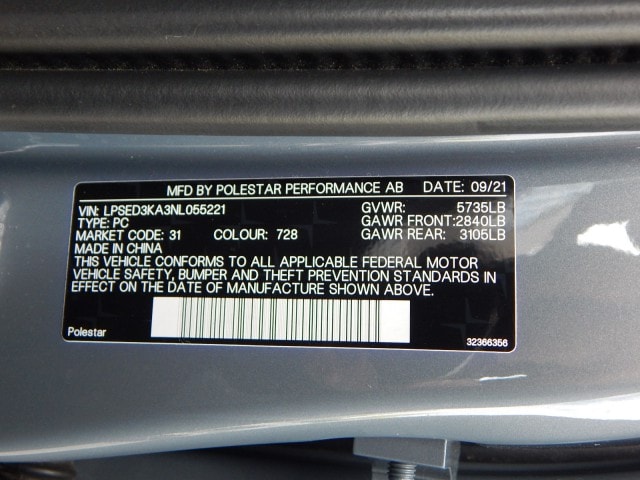 MFD BY POLESTAR PERFORMANCE AB DATE: 09/21
VIN: LPSED3KA3NL055221 GVWR: 5735LB
TYPE: PC GAWR FRONT:2840LB
MARKET CODE: 31 COLOUR: 728 GAWR REAR: 3105LB
MADE IN CHINA
THIS VEHICLE CONFORMS TO ALL APPLICABLE FEDERAL MOTOR
VEHICLE SAFETY, BUMPER AND THEFT PREVENTION STANDARDS IN
EFFECT ON THE DATE OF MANUFACTURE SHOWN ABOVE.
Polestar 32366356